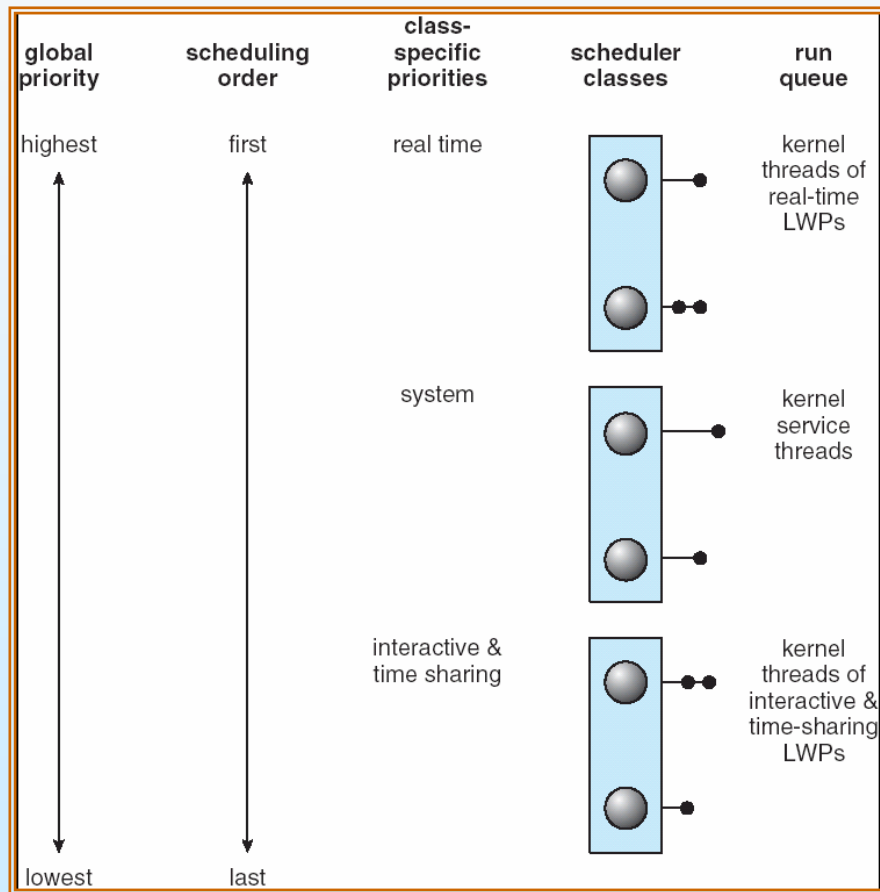 global
priority
scheduling
order
class-
specific
priorities
scheduler
classes
run
queue
highest
first
real time
kernel
threads of
real-time
LWPs
system
kernel
service
threads
interactive &
time sharing
kernel
threads of
interactive &
time-sharing
LWPs
lowest
last